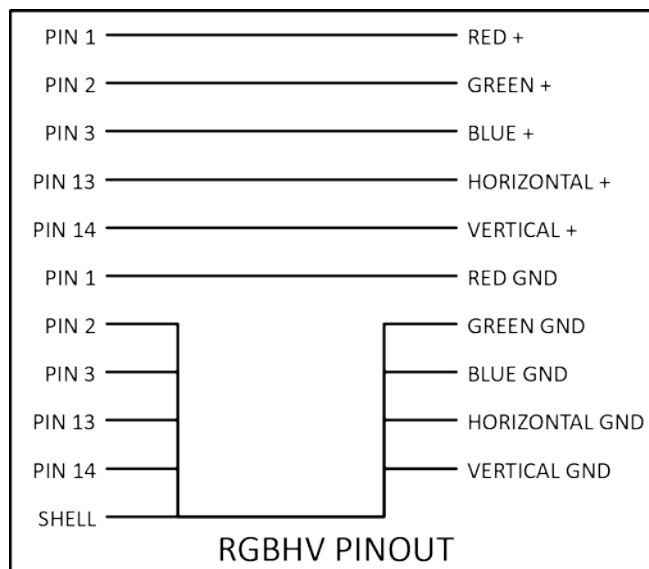 PIN 1 RED +
PIN 2 GREEN +
PIN 3 BLUE +
PIN 13 HORIZONTAL +
PIN 14 VERTICAL +
PIN 1 RED GND
PIN 2 GREEN GND
PIN 3 BLUE GND
PIN 13 HORIZONTAL GND
PIN 14 VERTICAL GND
SHELL
RGBHV PINOUT